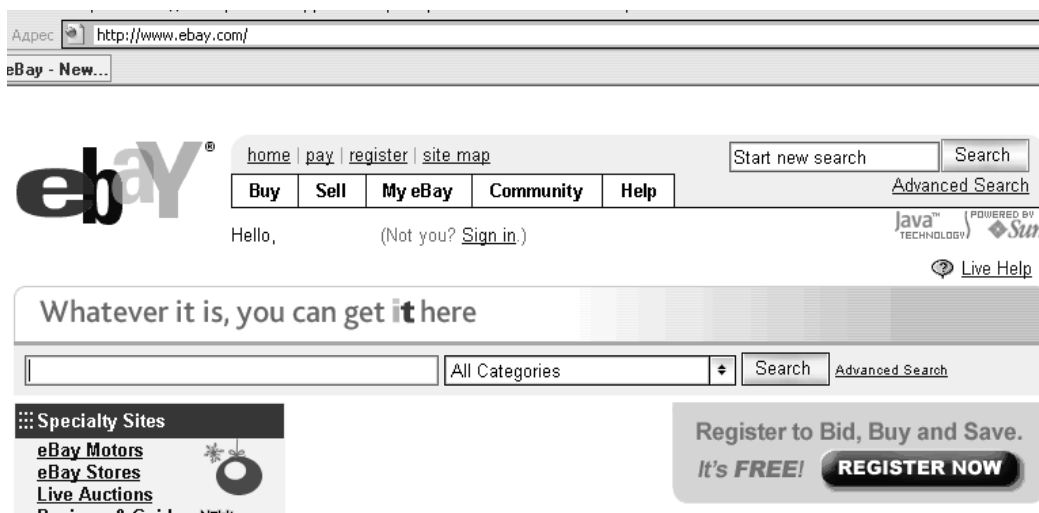 Адрес http://www.ebay.com/
eBay - New...
ebaY®
home | pay | register | site map
Start new search Search
Buy Sell My eBay Community Help
Advanced Search
Hello, (Not you? Sign in.)
Java™ TECHNOLOGY POWERED BY Sun
Live Help
Whatever it is, you can get it here
All Categories Search Advanced Search
Specialty Sites
eBay Motors
eBay Stores
Live Auctions
Register to Bid, Buy and Save.
It's FREE! REGISTER NOW